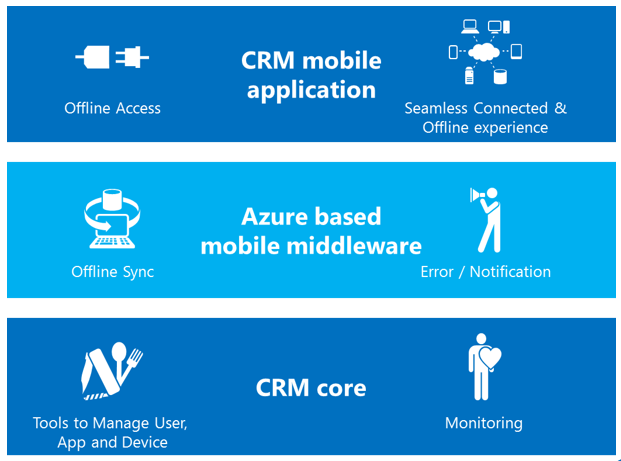 CRM mobile
application
Offline Access
Seamless Connected &
Offline experience
Azure based
mobile middleware
Offline Sync
Error / Notification
CRM core
Tools to Manage User,
App and Device
Monitoring